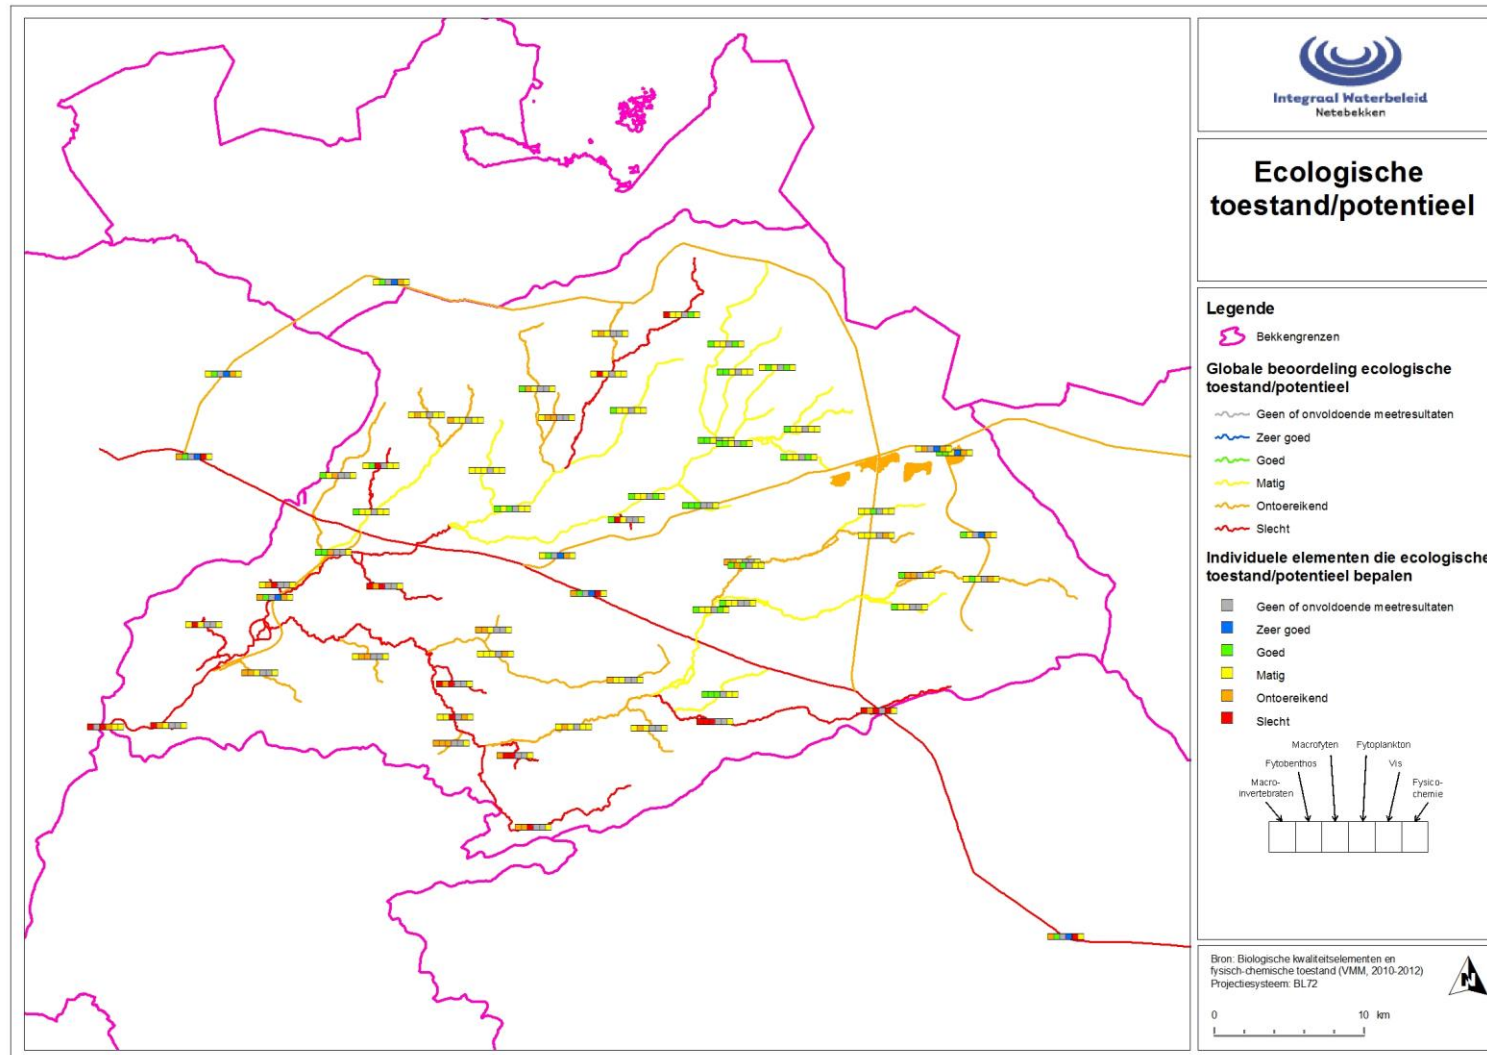 Integraal Waterbeleid
Netebekken
Ecologische
toestand/potentieel
Legende
Bekkengrenzen
Globale beoordeling ecologische
toestand/potentieel
Geen of onvoldoende meetresultaten
Zeer goed
Goed
Matig
Ontoereikend
Slecht
Individuele elementen die ecologische
toestand/potentieel bepalen
Geen of onvoldoende meetresultaten
Zeer goed
Goed
Matig
Ontoereikend
Slecht
Macrofyten Fytoplankton
Fytobenthos Vis
Macro-
invertebraten
Fysico-
chemie
Bron: Biologische kwaliteitselementen en
fysisch-chemische toestand (VMM, 2010-2012)
Projectiesysteem: BL72
N
0 10 km